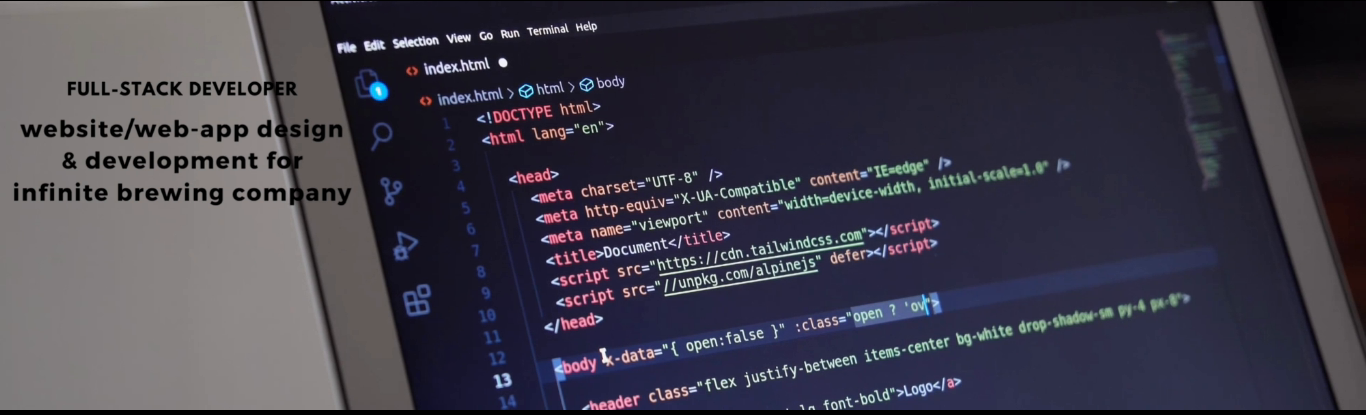 File Edit Selection View Go Run Terminal Help
index.html
index.html > html > body
FULL-STACK DEVELOPER
website/web-app design
& development for
infinite brewing company
1 <!DOCTYPE html>
2 <html lang="en">
3
4 <head>
5 <meta charset="UTF-8" />
6 <meta http-equiv="X-UA-Compatible" content="IE=edge" />
7 <meta name="viewport" content="width=device-width, initial-scale=1.0" />
8 <title>Document</title>
9 <script src="https://cdn.tailwindcss.com"></script>
10 <script src="//unpkg.com/alpinejs" defer></script>
11 </head>
12
13 <body x-data="{ open:false }" :class="open ? 'ov">
14 <header class="flex justify-between items-center bg-white drop-shadow-sm py-4 px-8">
font-bold">Logo</a>